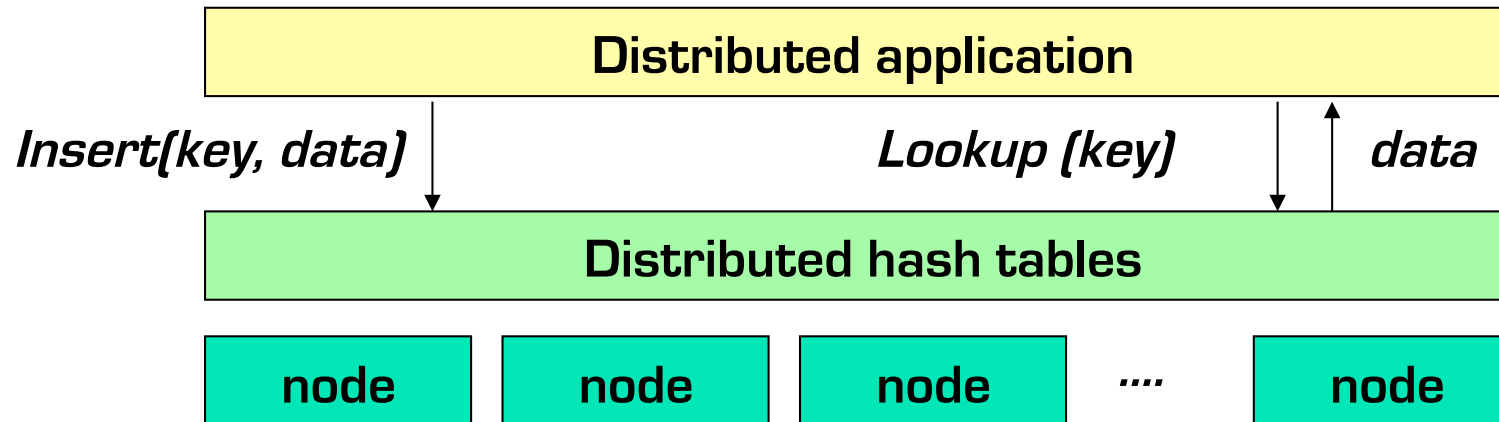 Distributed application
Insert(key, data)
Lookup (key)
data
Distributed hash tables
node
node
node
....
node